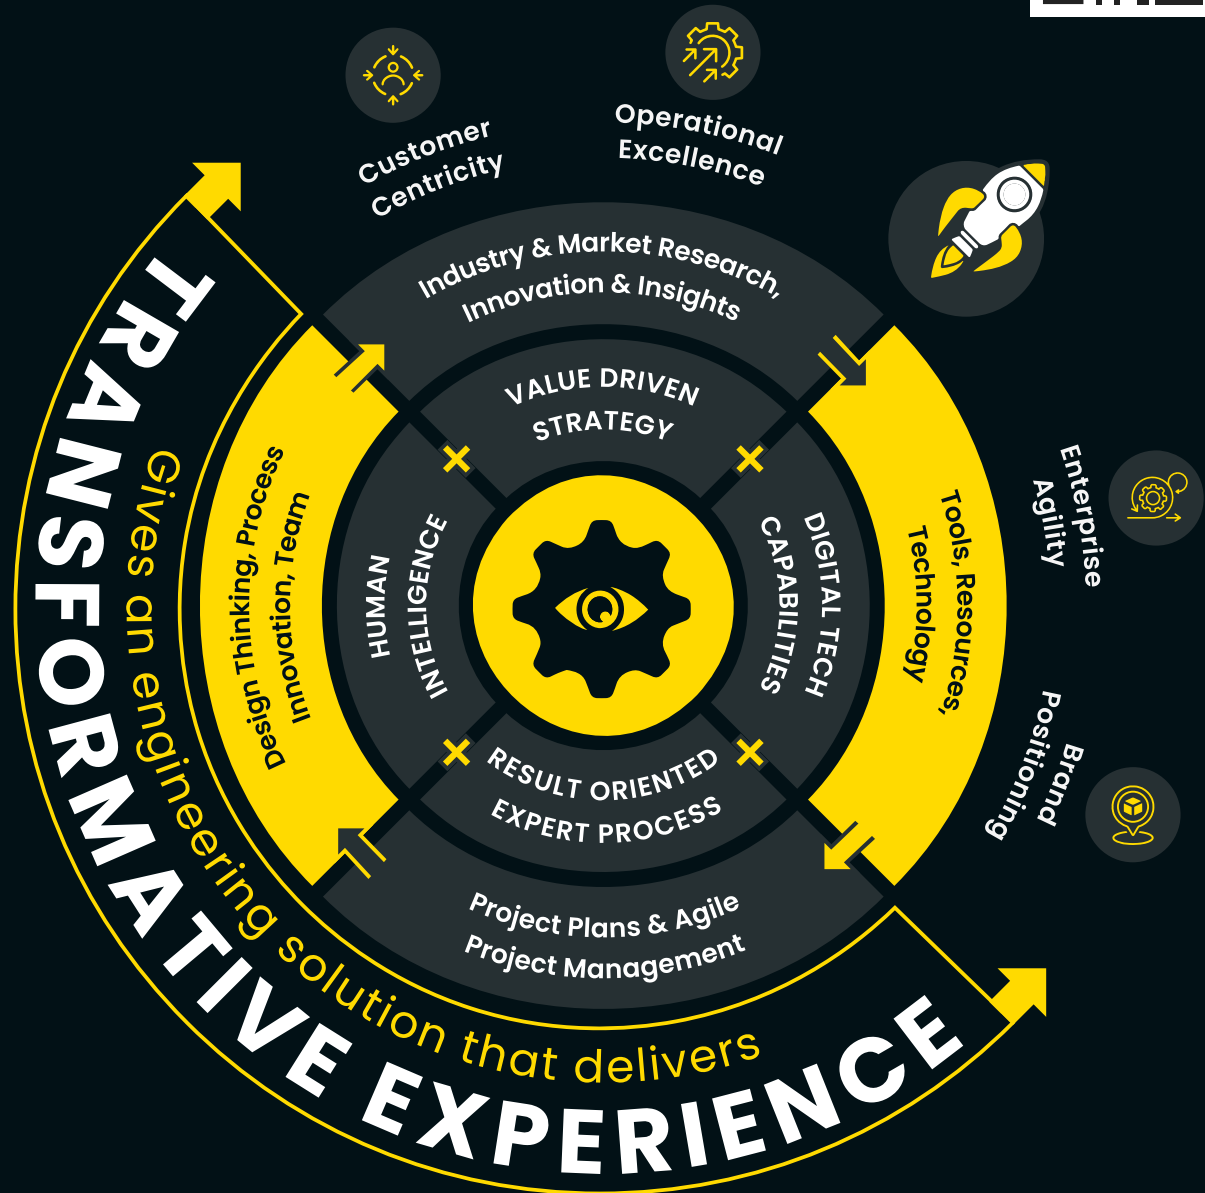 Customer
Centricity
Operational
Excellence
Industry & Market Research,
Innovation & Insights
VALUE DRIVEN
STRATEGY
Design Thinking, Process
Innovation, Team
HUMAN
INTELLIGENCE
DIGITAL TECH
CAPABILITIES
Tools, Resources,
Technology
Enterprise
Agility
Brand
Positioning
RESULT ORIENTED
EXPERT PROCESS
Project Plans & Agile
Project Management
Gives an engineering solution that delivers
TRANSFORMATIVE EXPERIENCE